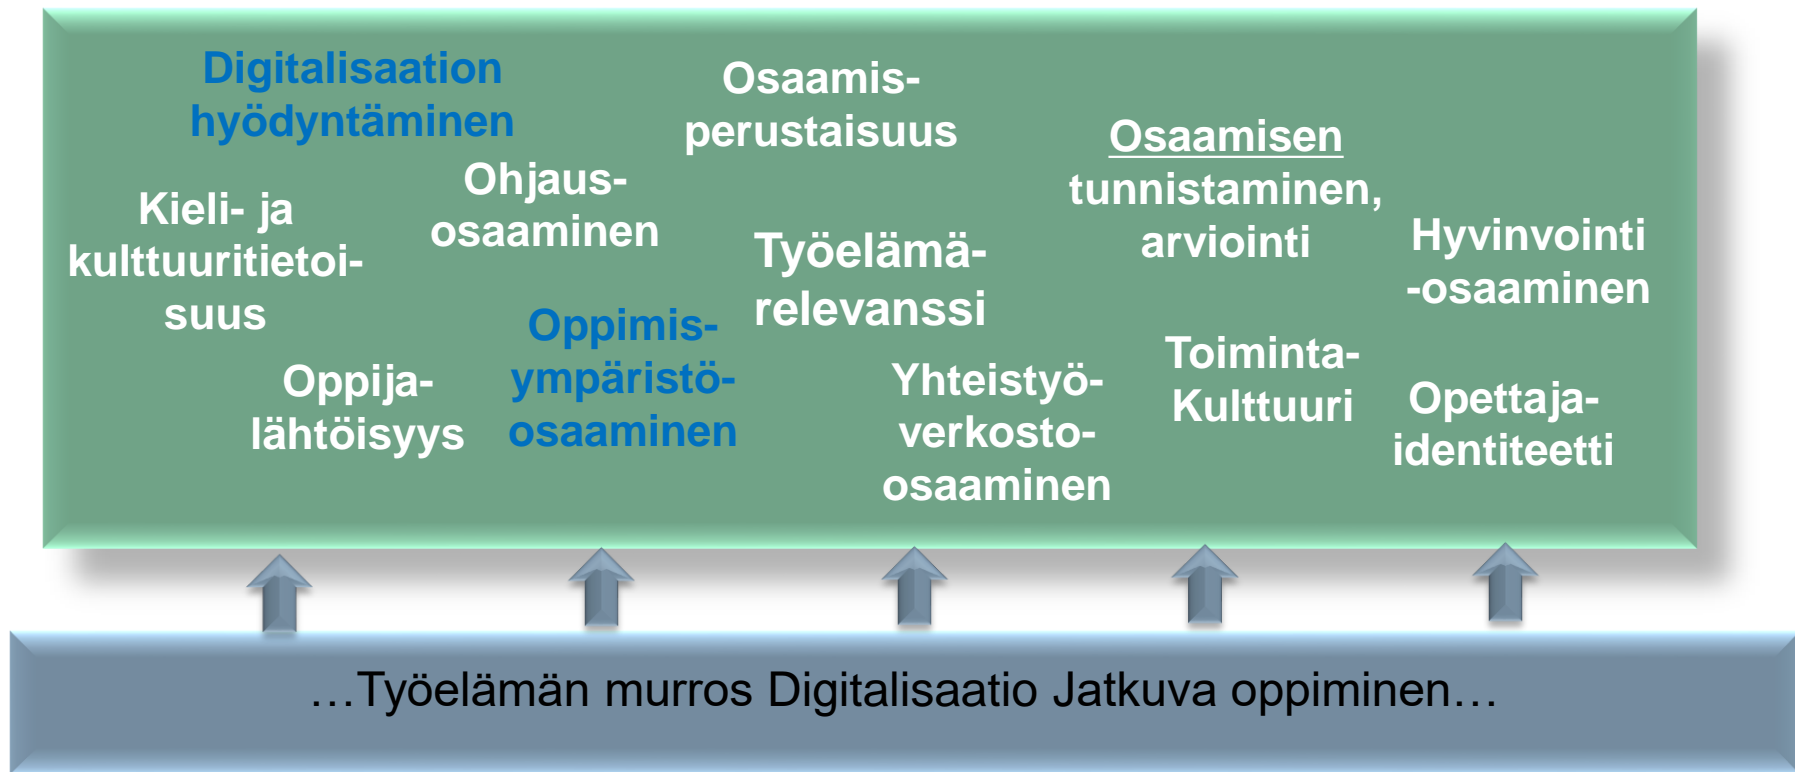 Digitalisaation
hyödyntäminen
Osaamis-
perustaisuus
Osaamisen
tunnistaminen,
arviointi
Ohjaus-
osaaminen
Kieli- ja
kulttuuritietoi-
suus
Työelämä-
relevanssi
Hyvinvointi
-osaaminen
Oppimis-
ympäristö-
osaaminen
Toiminta-
Kulttuuri
Oppija-
lähtöisyys
Yhteistyö-
verkosto-
osaaminen
Opettaja-
identiteetti
…Työelämän murros Digitalisaatio Jatkuva oppiminen…